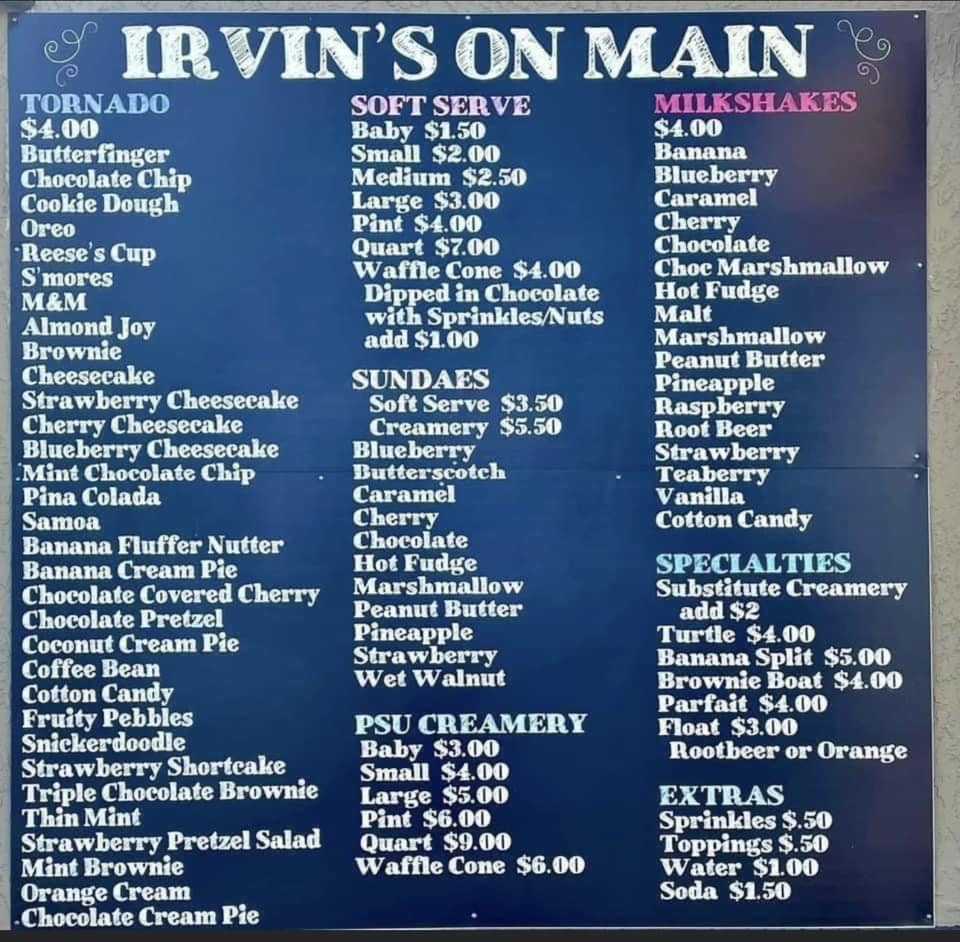 IRVIN'S ON MAIN
TORNADO
$4.00
Butterfinger
Chocolate Chip
Cookie Dough
Oreo
Reese's Cup
S'mores
M&M
Almond Joy
Brownie
Cheesecake
Strawberry Cheesecake
Cherry Cheesecake
Blueberry Cheesecake
Mint Chocolate Chip
Pina Colada
Samoa
Banana Fluffer Nutter
Banana Cream Pie
Chocolate Covered Cherry
Chocolate Pretzel
Coconut Cream Pie
Coffee Bean
Cotton Candy
Fruity Pebbles
Snickerdoodle
Strawberry Shortcake
Triple Chocolate Brownie
Thin Mint
Strawberry Pretzel Salad
Mint Brownie
Orange Cream
Chocolate Cream Pie
SOFT SERVE
Baby $1.50
Small $2.00
Medium $2.50
Large $3.00
Pint $4.00
Quart $7.00
Waffle Cone $4.00
Dipped in Chocolate
with Sprinkles/Nuts
add $1.00
SUNDAES
Soft Serve $3.50
Creamery $5.50
Blueberry
Butterscotch
Caramel
Cherry
Chocolate
Hot Fudge
Marshmallow
Peanut Butter
Pineapple
Strawberry
Wet Walnut
PSU CREAMERY
Baby $3.00
Small $4.00
Large $5.00
Pint $6.00
Quart $9.00
Waffle Cone $6.00
MILKSHAKES
$4.00
Banana
Blueberry
Caramel
Cherry
Chocolate
Choc Marshmallow
Hot Fudge
Malt
Marshmallow
Peanut Butter
Pineapple
Raspberry
Root Beer
Strawberry
Teaberry
Vanilla
Cotton Candy
SPECIALTIES
Substitute Creamery
add $2
Turtle $4.00
Banana Split $5.00
Brownie Boat $4.00
Parfait $4.00
Float $3.00
Rootbeer or Orange
EXTRAS
Sprinkles $.50
Toppings $.50
Water $1.00
Soda $1.50